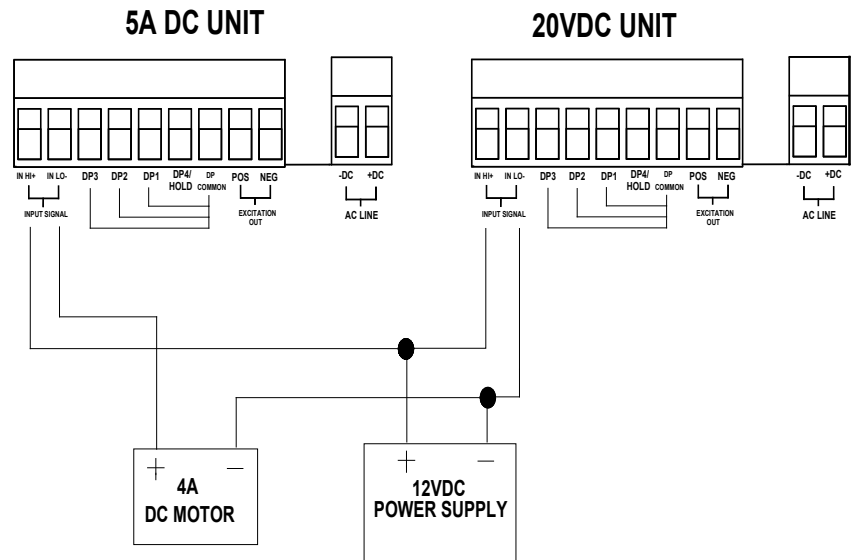 5A DC UNIT
20VDC UNIT
IN HI+ IN LO- DP3 DP2 DP1 DP4/ HOLD DP COMMON POS NEG
INPUT SIGNAL
EXCITATION
OUT
-DC +DC
AC LINE
IN HI+ IN LO- DP3 DP2 DP1 DP4/ HOLD DP COMMON POS NEG
INPUT SIGNAL
EXCITATION
OUT
-DC +DC
AC LINE
+ −
4A
DC MOTOR
+ −
12VDC
POWER SUPPLY